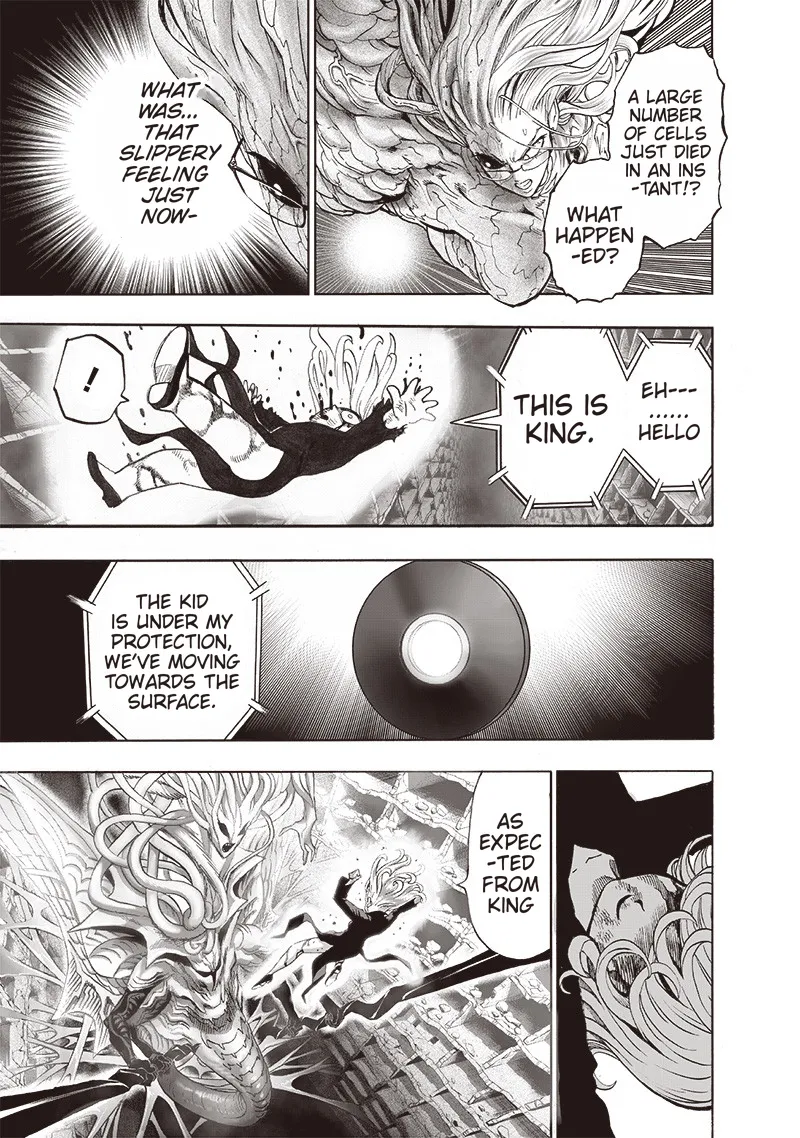 A LARGE
NUMBER
OF CELLS
JUST DIED
IN AN INS
-TANT!?
WHAT
HAPPEN
-ED?
WHAT
WAS...
THAT
SLIPPERY
FEELING
JUST
NOW-
EH---
......
HELLO
THIS IS
KING.
!
THE KID
IS UNDER MY
PROTECTION,
WE'VE MOVING
TOWARDS THE
SURFACE.
AS
EXPEC
-TED
FROM
KING